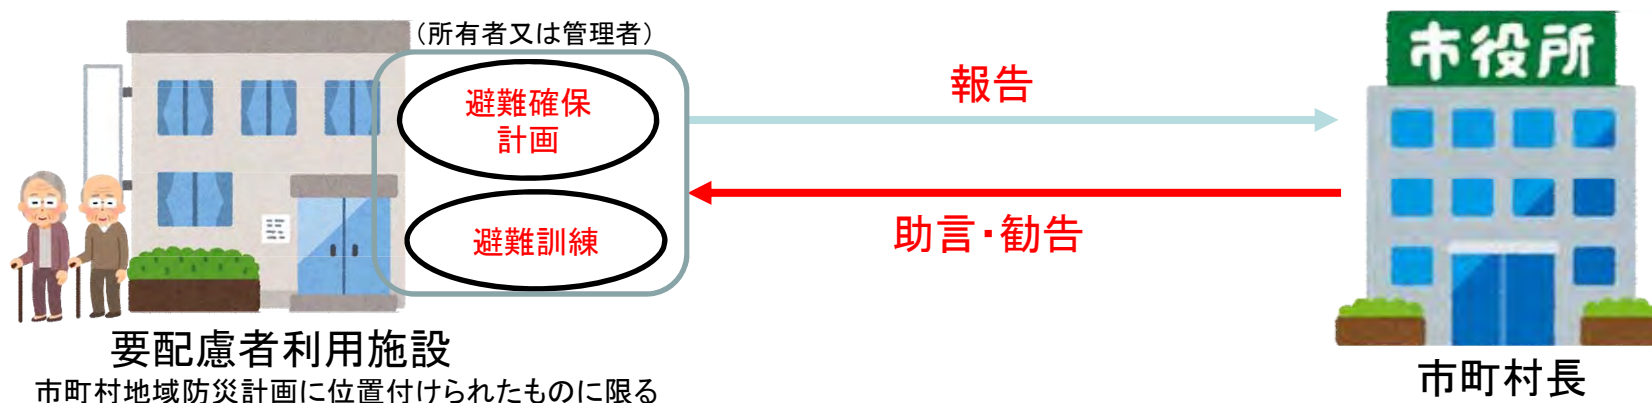 (所有者又は管理者)
避難確保
計画
避難訓練
報告
助言・勧告
市役所
要配慮者利用施設
市町村地域防災計画に位置付けられたものに限る
市町村長